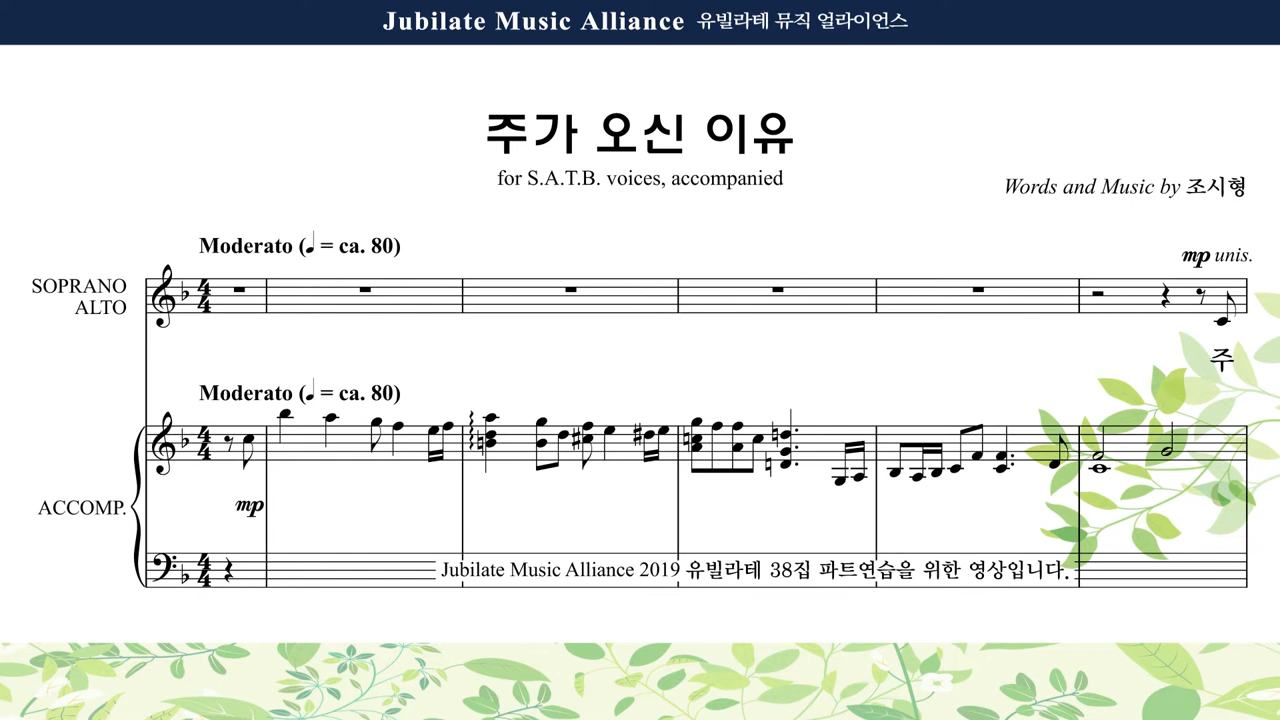 Jubilate Music Alliance 유빌라테 뮤직 얼라이언스
주가 오신 이유
for S.A.T.B. voices, accompanied
Words and Music by 조시형
Moderato (♩ = ca. 80)
mp unis.
SOPRANO
ALTO
주
Moderato (♩ = ca. 80)
mp
ACCOMP.
Jubilate Music Alliance 2019 유빌라테 38집 파트연습을 위한 영상입니다.